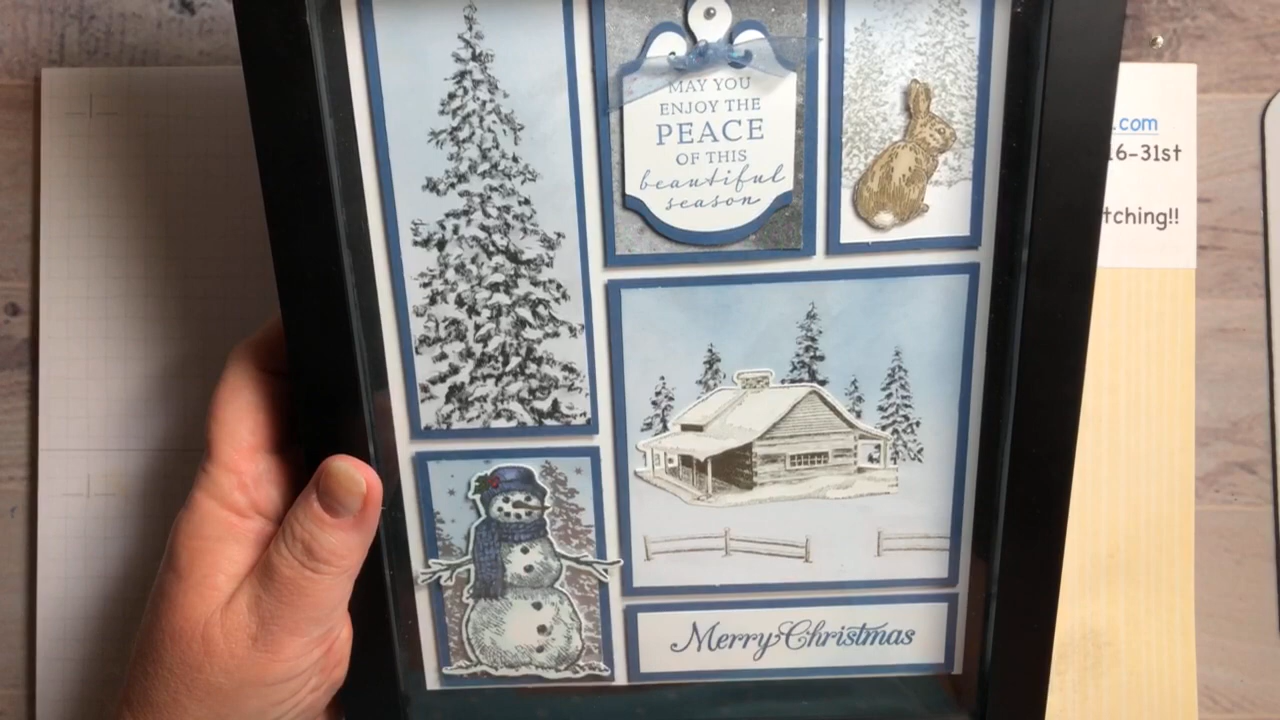 MAY YOU
ENJOY THE
PEACE
OF THIS
beautiful
season
Merry Christmas
.com
16-31st
tching!!